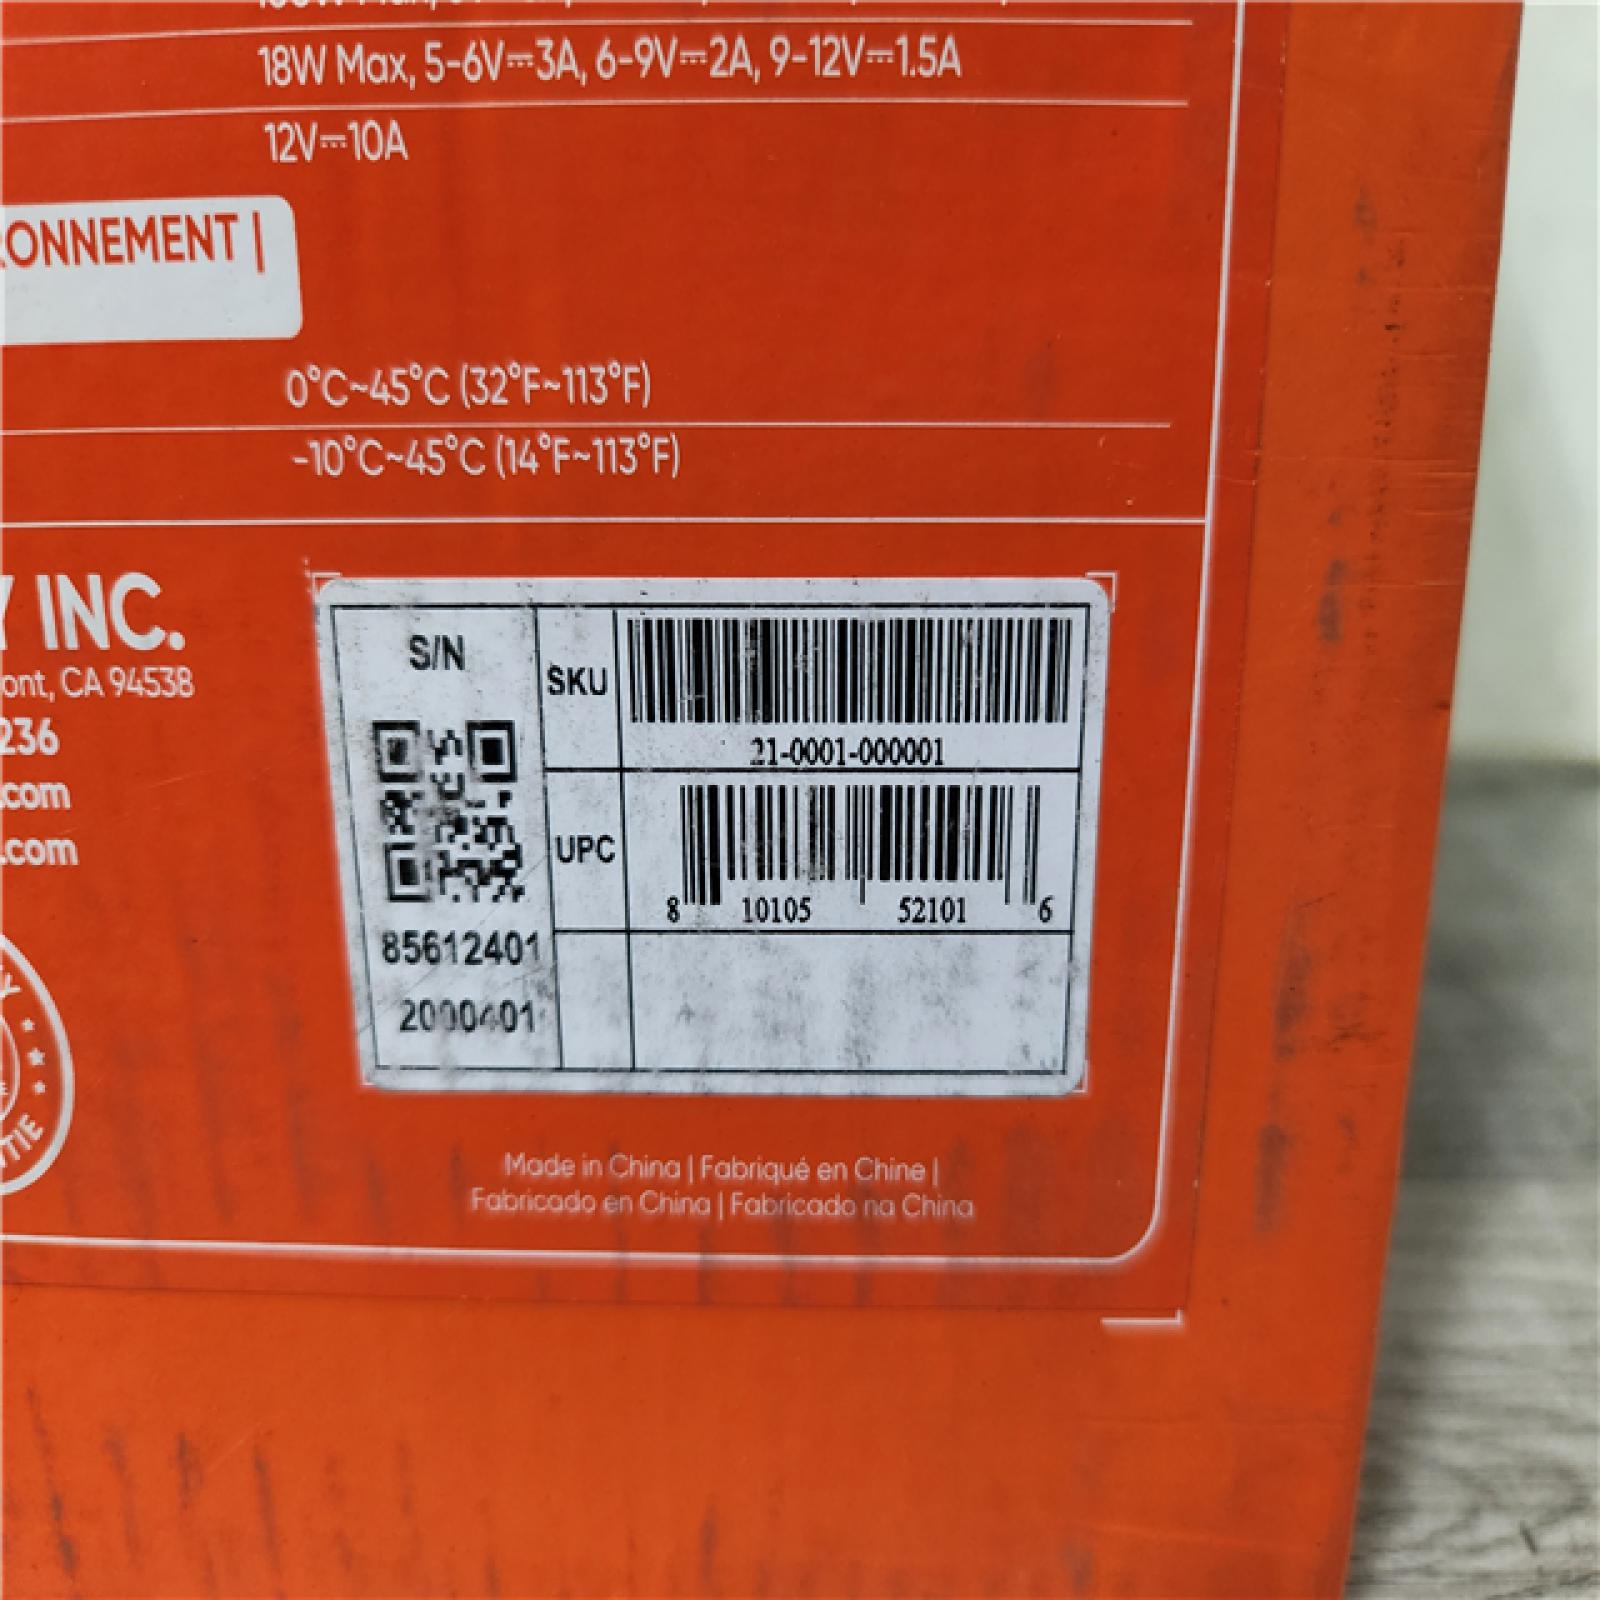 18W Max, 5-6V⎓3A, 6-9V⎓2A, 9-12V⎓1.5A
12V⎓10A
ONNEMENT |
0°C~45°C (32°F~113°F)
-10°C~45°C (14°F~113°F)
INC.
ont, CA 94538
236
.com
.com
S/N
SKU
21-0001-000001
UPC
8 10105 52101 6
85612401
2000401
TIE
Made in China | Fabriqué en Chine |
Fabricado en China | Fabricado na China